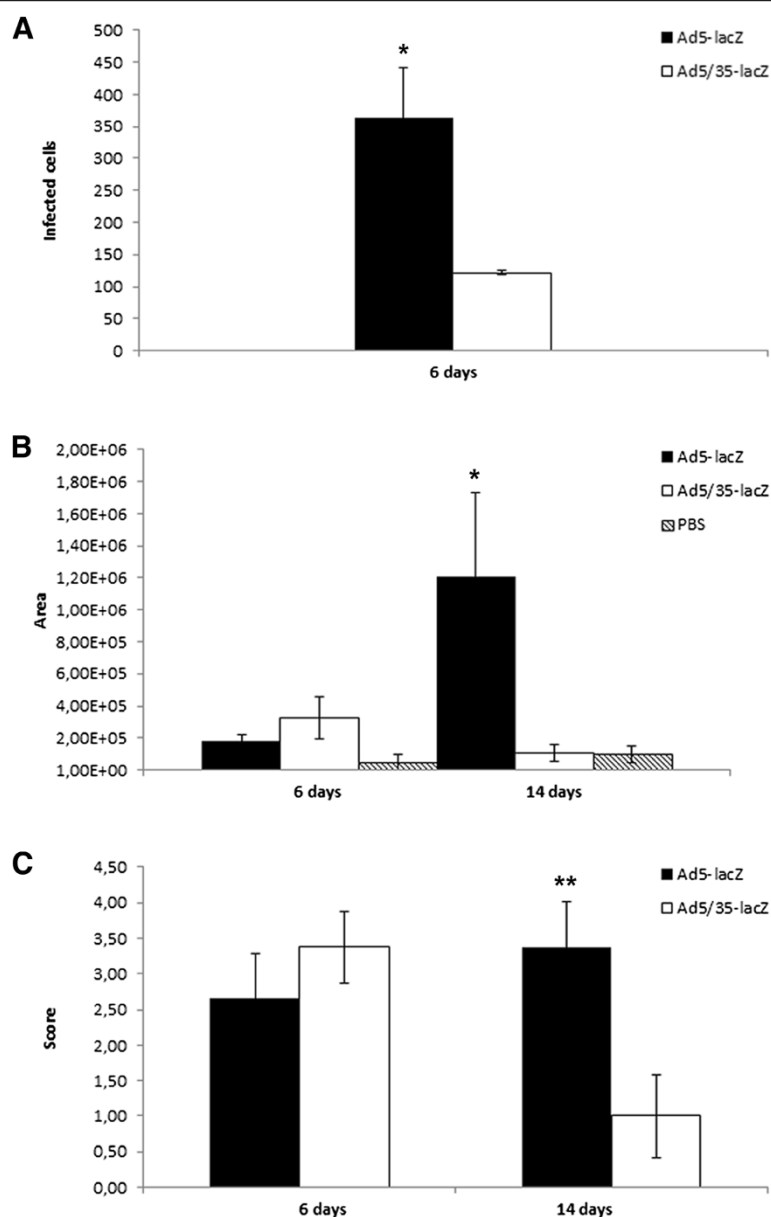 A
500
450
400
350
300
250
200
150
100
50
0
Infected cells
*
6 days
Ad5-lacZ
Ad5/35-lacZ
B
2,00E+06
1,80E+06
1,60E+06
1,40E+06
1,20E+06
1,00E+06
8,00E+05
6,00E+05
4,00E+05
2,00E+05
1,00E+00
Area
*
6 days
14 days
Ad5-lacZ
Ad5/35-lacZ
PBS
C
4,50
4,00
3,50
3,00
2,50
2,00
1,50
1,00
0,50
0,00
Score
**
6 days
14 days
Ad5-lacZ
Ad5/35-lacZ